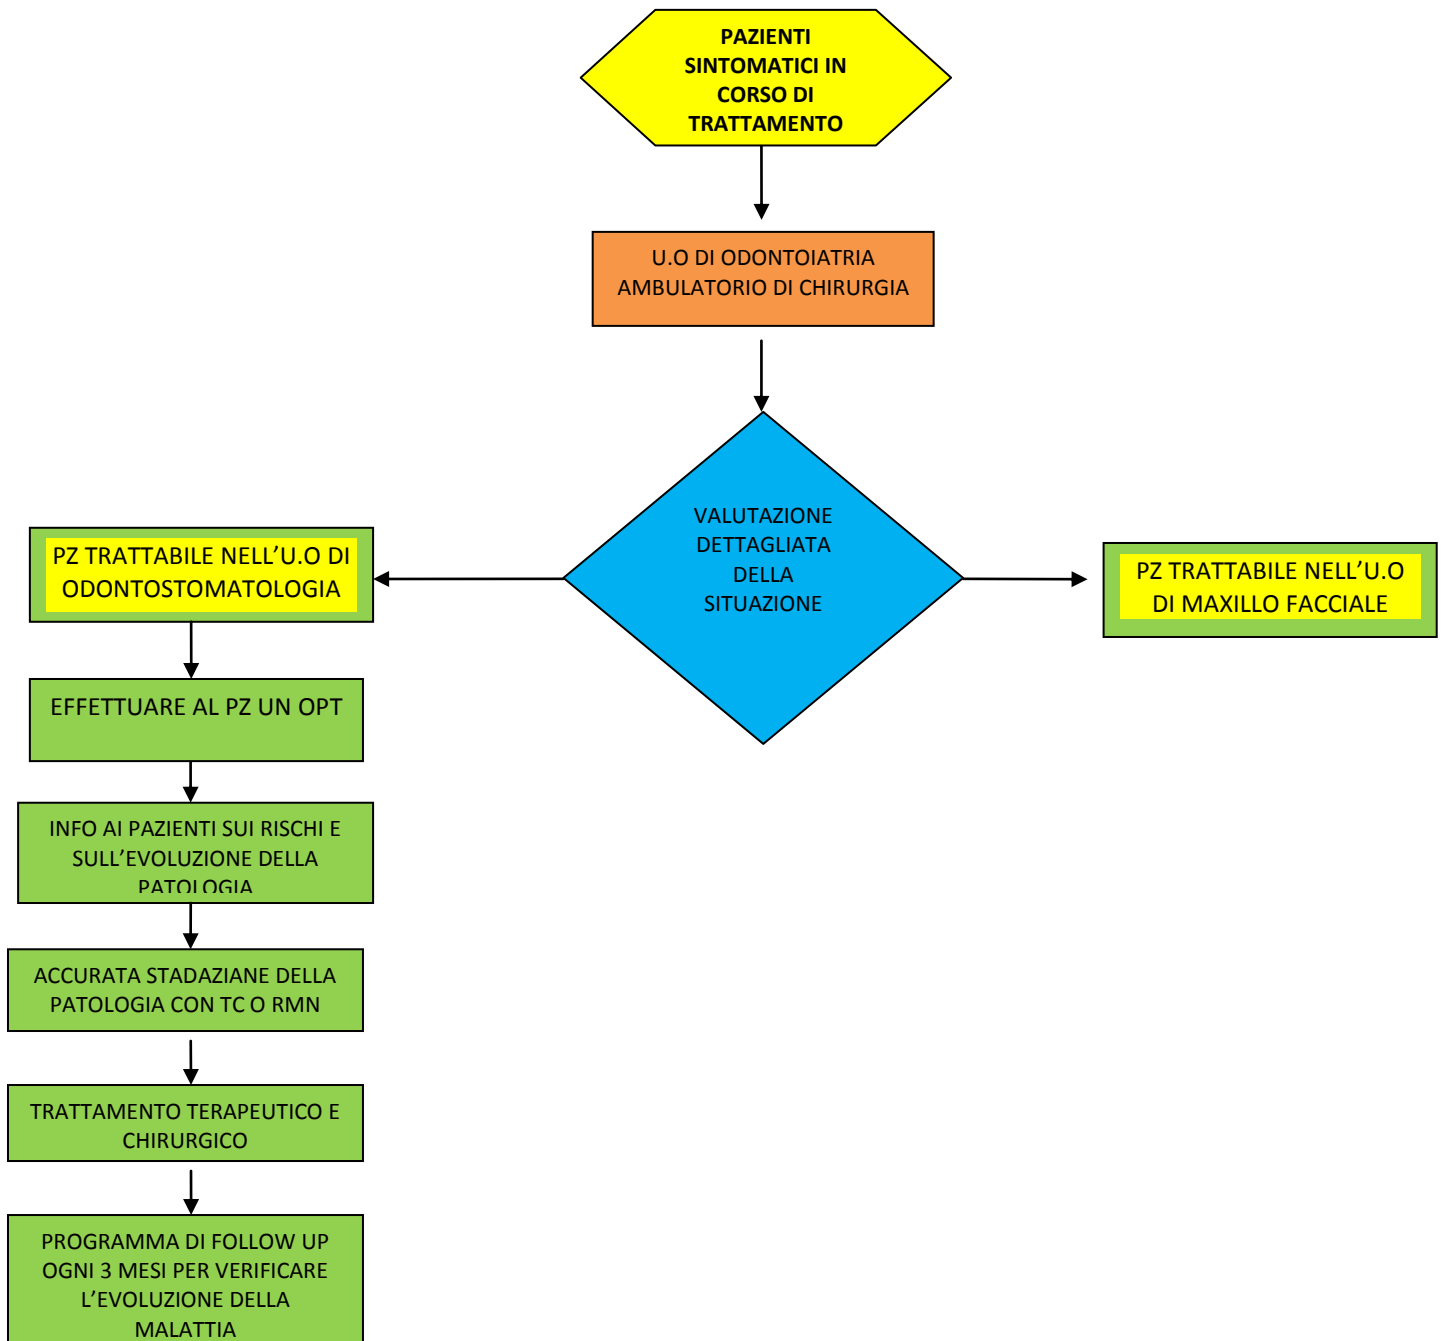 PAZIENTI
SINTOMATICI IN
CORSO DI
TRATTAMENTO
U.O DI ODONTOIATRIA
AMBULATORIO DI CHIRURGIA
VALUTAZIONE
DETTAGLIATA
DELLA
SITUAZIONE
PZ TRATTABILE NELL’U.O DI
ODONTOSTOMATOLOGIA
PZ TRATTABILE NELL’U.O
DI MAXILLO FACCIALE
EFFETTUARE AL PZ UN OPT
INFO AI PAZIENTI SUI RISCHI E
SULL’EVOLUZIONE DELLA
PATOLOGIA
ACCURATA STADAZIANE DELLA
PATOLOGIA CON TC O RMN
TRATTAMENTO TERAPEUTICO E
CHIRURGICO
PROGRAMMA DI FOLLOW UP
OGNI 3 MESI PER VERIFICARE
L’EVOLUZIONE DELLA
MALATTIA